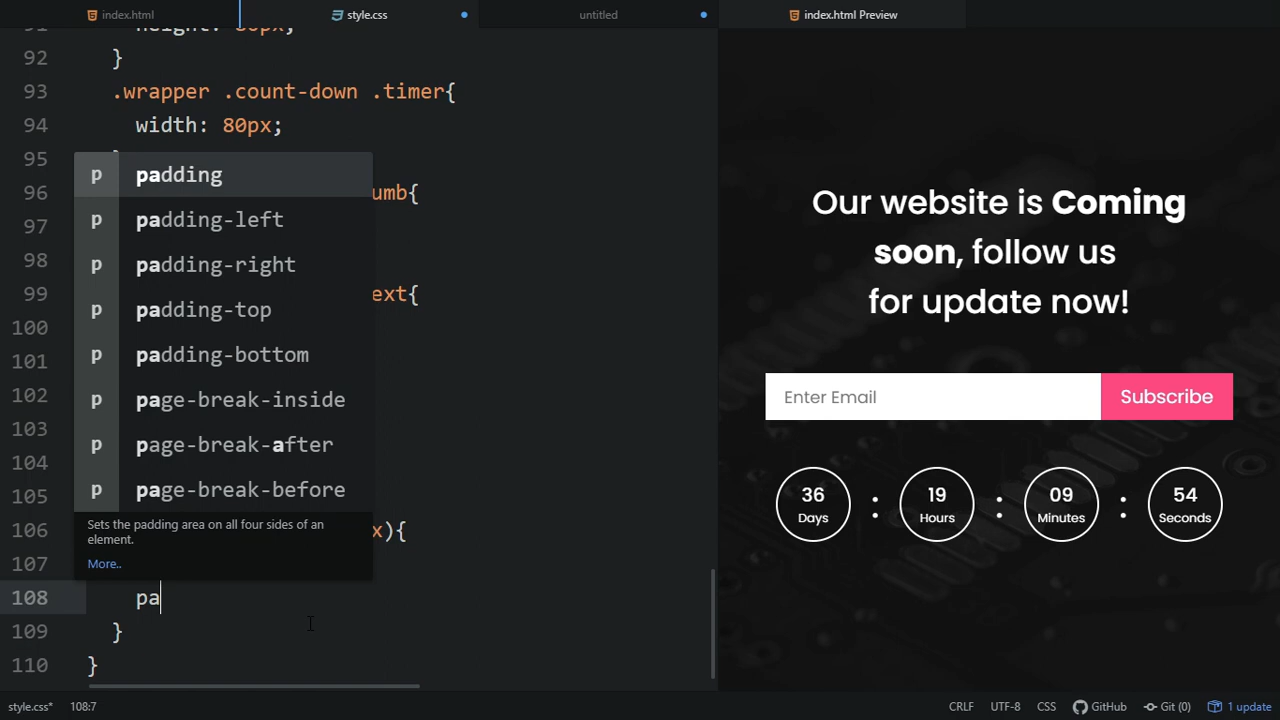 index.html
style.css
untitled
index.html Preview
91 height: 80px;
92 }
93 .wrapper .count-down .timer{
94 width: 80px;
95
96 umb{
97
98
99 ext{
100
101
102
103
104
105
106 x){
107
108 pa
109 }
110 }
p padding
p padding-left
p padding-right
p padding-top
p padding-bottom
p page-break-inside
p page-break-after
p page-break-before
Sets the padding area on all four sides of an
element.
More..
Our website is Coming
soon, follow us
for update now!
Enter Email
Subscribe
36 : 19 : 09 : 54
Days Hours Minutes Seconds
style.css* 108:7
CRLF UTF-8 CSS GitHub Git (0) 1 update